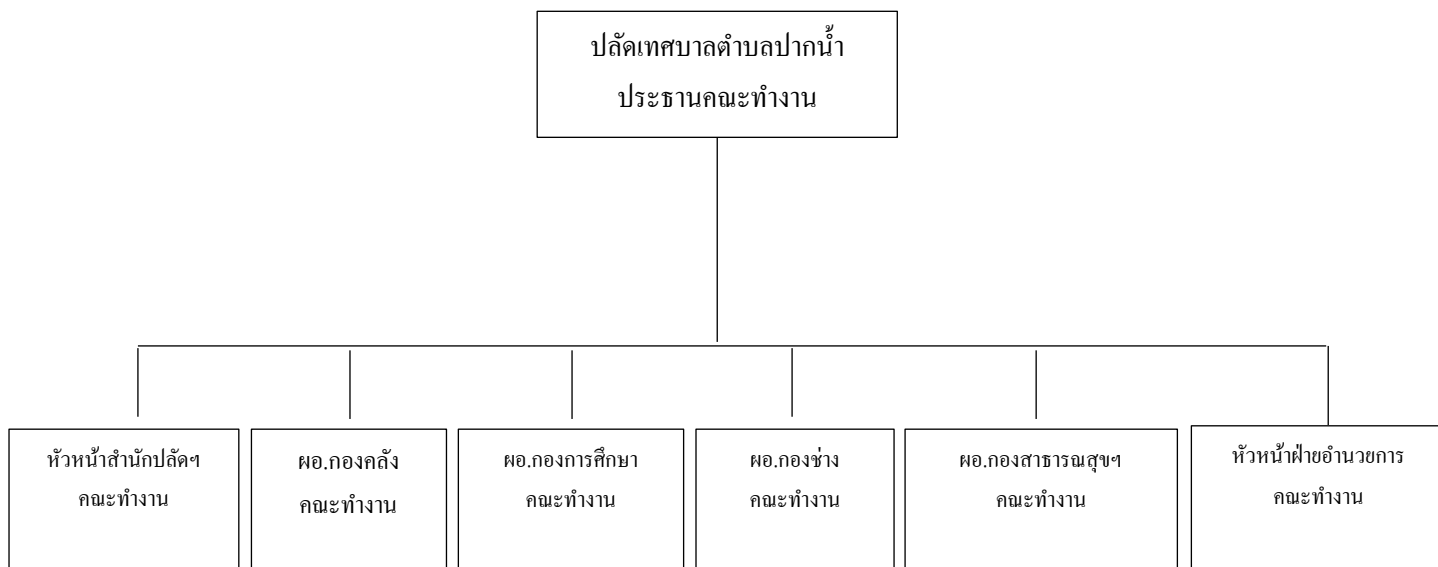 ปลัดเทศบาลตำบลปากน้ำ
ประธานคณะทำงาน
หัวหน้าสำนักปลัดฯ
คณะทำงาน
ผอ.กองคลัง
คณะทำงาน
ผอ.กองการศึกษา
คณะทำงาน
ผอ.กองช่าง
คณะทำงาน
ผอ.กองสาธารณสุขฯ
คณะทำงาน
หัวหน้าฝ่ายอำนวยการ
คณะทำงาน